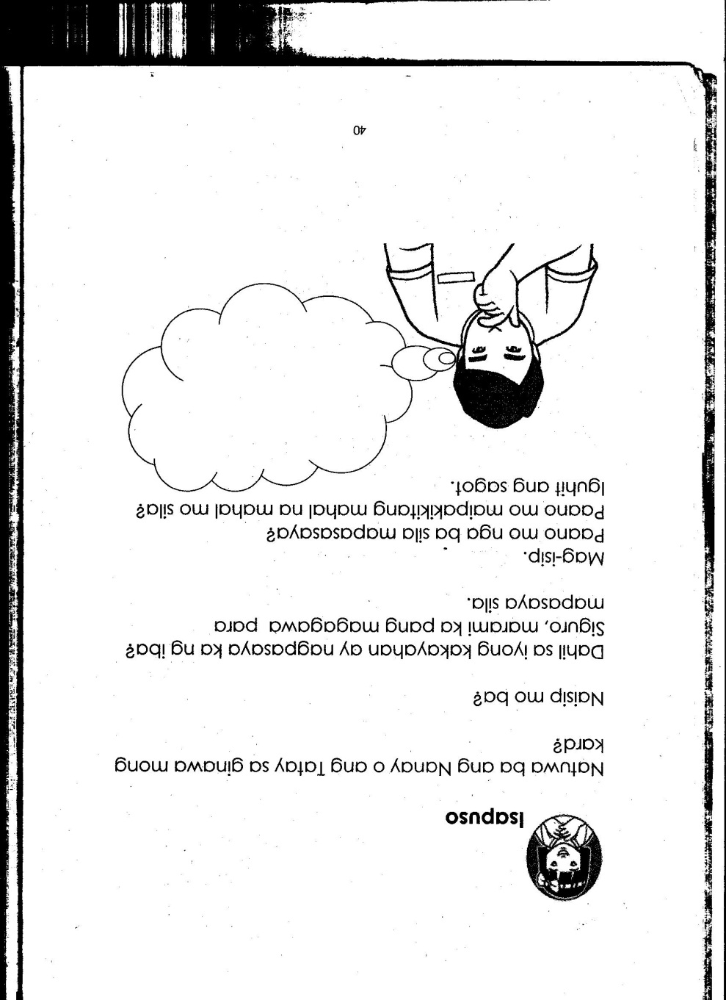 Isapuso
Natuwa ba ang Nanay o ang Tatay sa ginawa mong
kard?
Naisip mo ba?
Dahil sa iyong kakayahan ay nagpasaya ka ng iba?
Siguro, marami ka pang magagawa para
mapasaya sila.
Mag-isip.
Paano mo nga ba sila mapasasaya?
Paano mo maipakikitang mahal na mahal mo sila?
Iguhit ang sagot.
40